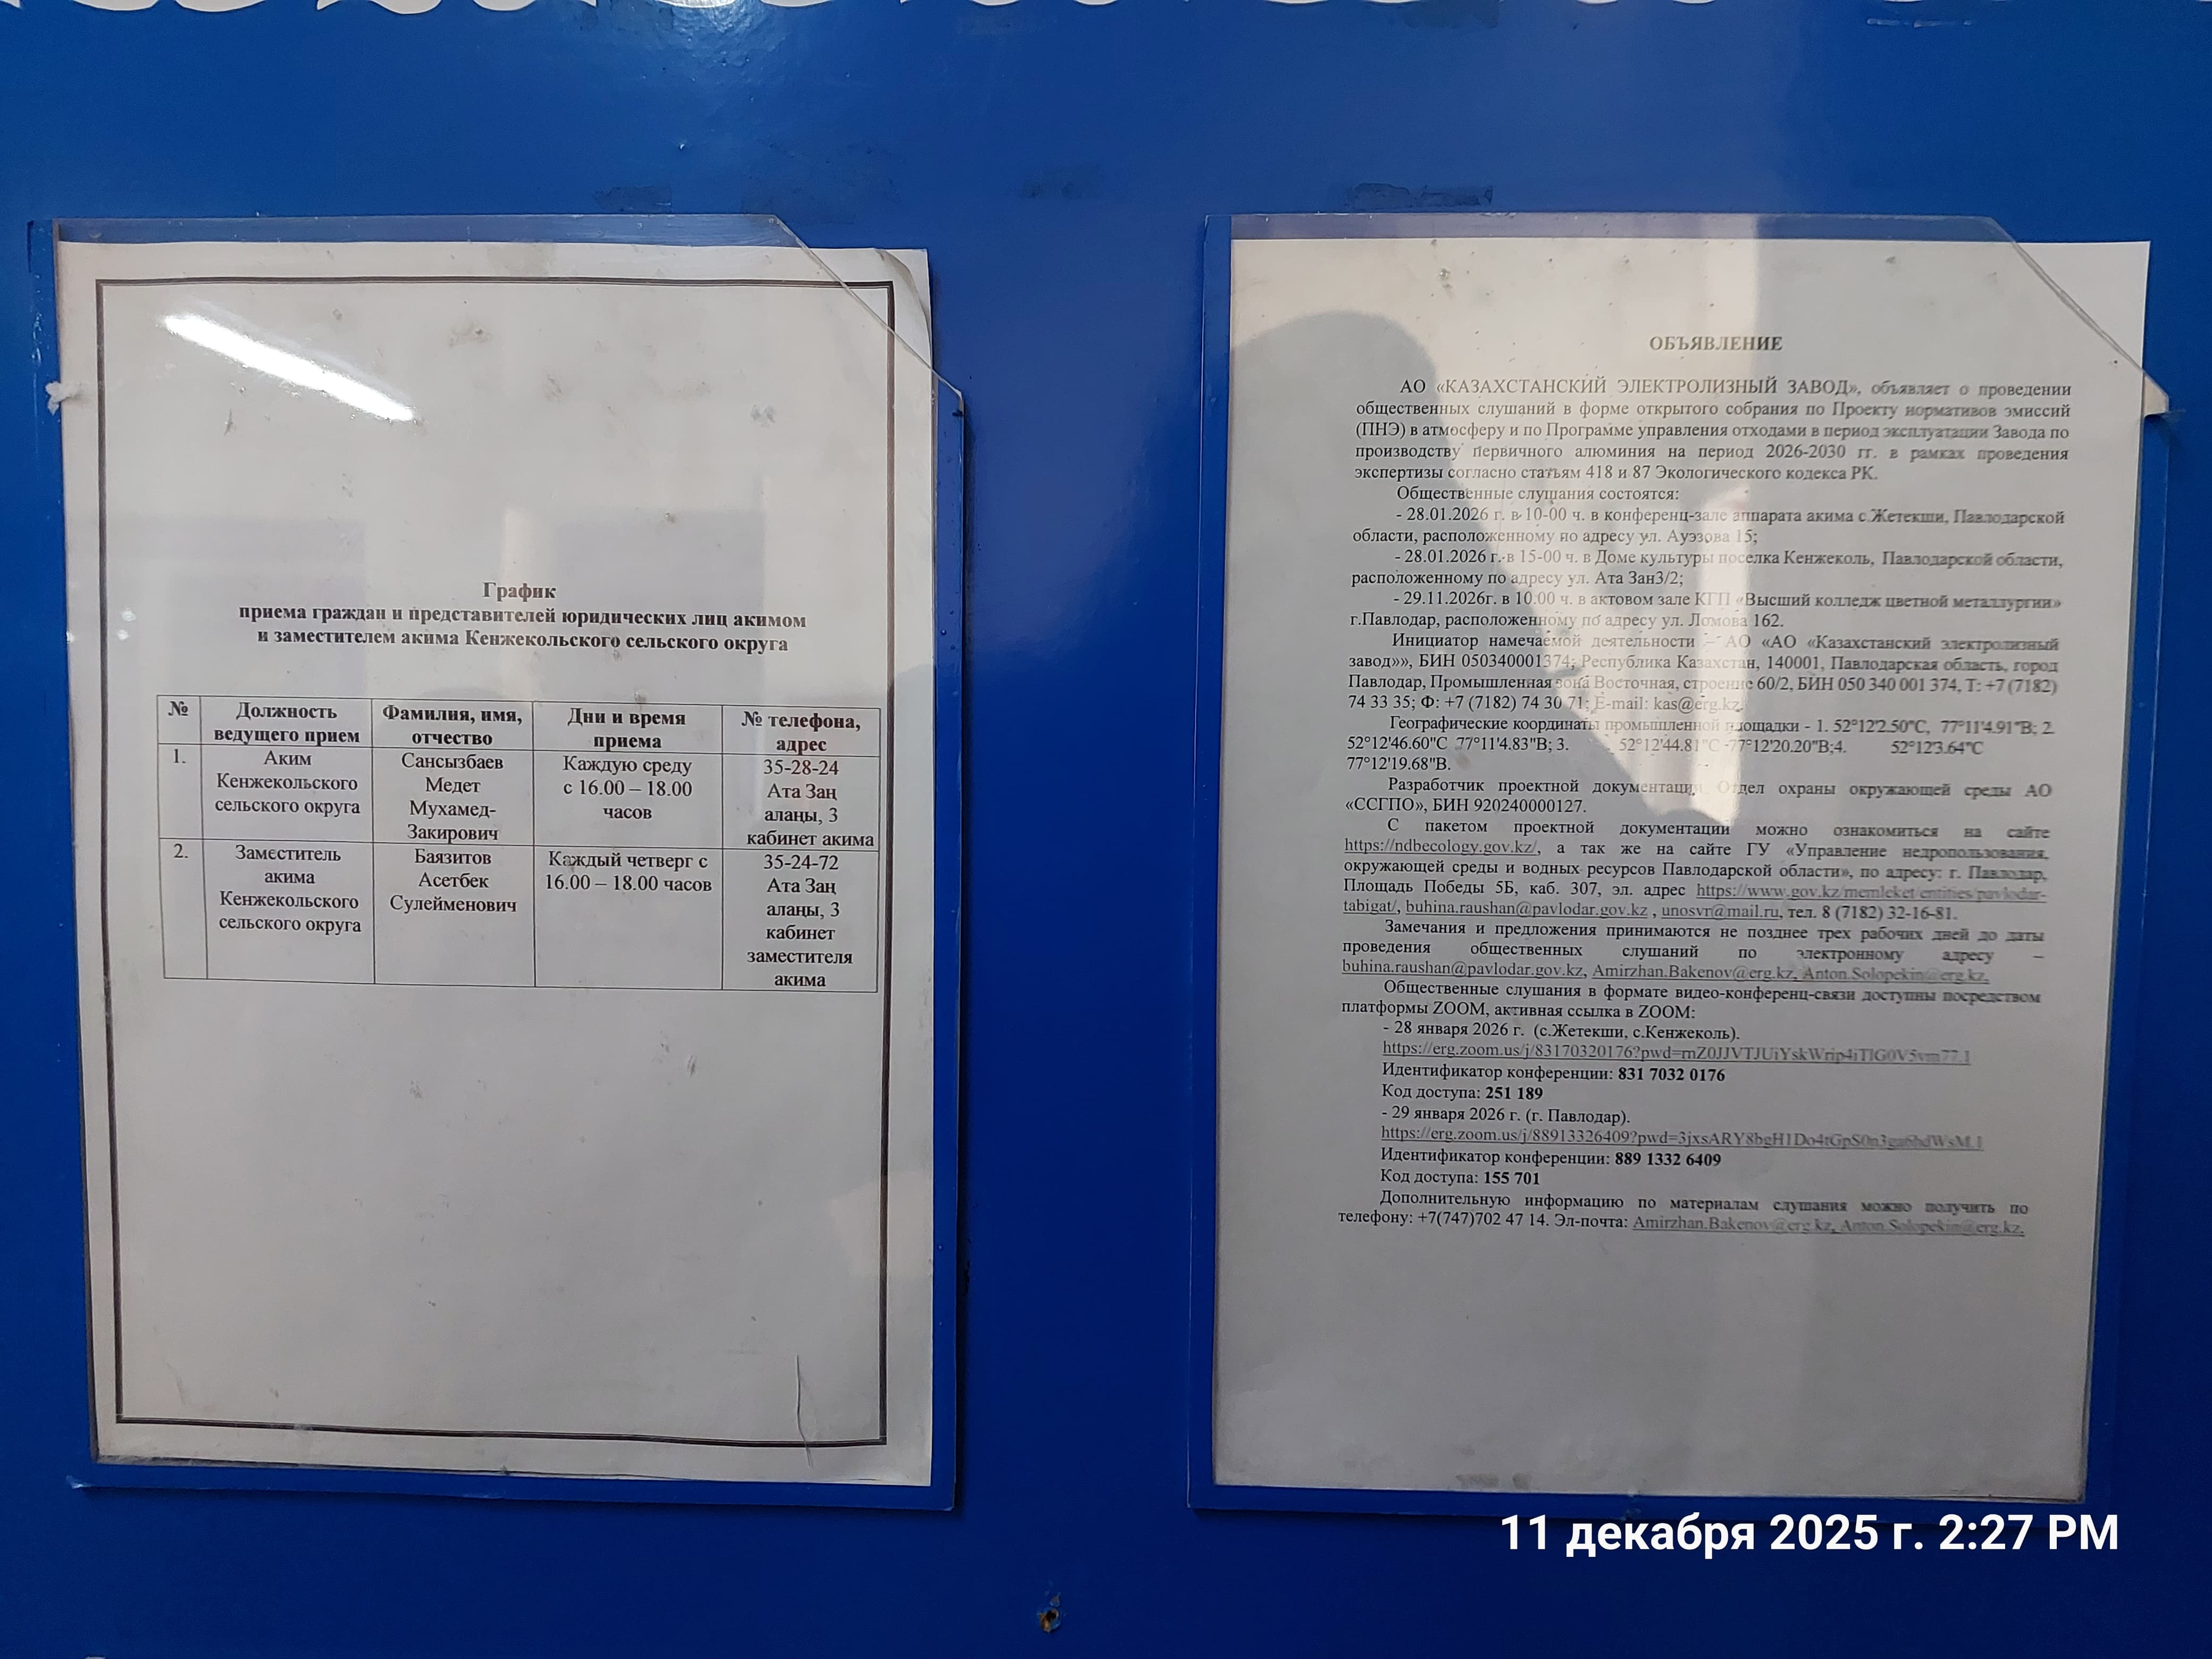 График
приема граждан и представителей юридических лиц акимом
и заместителем акима Кенжекольского сельского округа
№
Должность
ведущего прием
Фамилия, имя,
отчество
Дни и время
приема
№ телефона,
адрес
1.
Аким
Кенжекольского
сельского округа
Сансызбаев
Медет
Мухамед-
Закирович
Каждую среду
с 16.00 – 18.00
часов
35-28-24
Ата Заң
алаңы, 3
кабинет акима
2.
Заместитель
акима
Кенжекольского
сельского округа
Баязитов
Асетбек
Сулейменович
Каждый четверг с
16.00 – 18.00 часов
35-24-72
Ата Заң
алаңы, 3
кабинет
заместителя
акима
ОБЪЯВЛЕНИЕ
АО «КАЗАХСТАНСКИЙ ЭЛЕКТРОЛИЗНЫЙ ЗАВОД», объявляет о проведении
общественных слушаний в форме открытого собрания по Проекту нормативов эмиссий
(ПНЭ) в атмосферу и по Программе управления отходами в период эксплуатации Завода по
производству первичного алюминия на период 2026-2030 гг. в рамках проведения
экспертизы согласно статьям 418 и 87 Экологического кодекса РК.
Общественные слушания состоятся:
- 28.01.2026 г. в 10-00 ч. в конференц-зале аппарата акима с.Жетекши, Павлодарской
области, расположенному по адресу ул. Ауэзова 15;
- 28.01.2026 г. в 15-00 ч. в Доме культуры поселка Кенжеколь, Павлодарской области,
расположенному по адресу ул. Ата Зан3/2;
- 29.11.2026г. в 10.00 ч. в актовом зале КГП «Высший колледж цветной металлургии»
г.Павлодар, расположенному по адресу ул. Ломова 162.
Инициатор намечаемой деятельности – АО «АО «Казахстанский электролизный
завод»», БИН 050340001374; Республика Казахстан, 140001, Павлодарская область, город
Павлодар, Промышленная зона Восточная, строение 60/2, БИН 050 340 001 374, Т: +7 (7182)
74 33 35; Ф: +7 (7182) 74 30 71; E-mail: kas@erg.kz.
Географические координаты промышленной площадки - 1. 52°12'2.50"С, 77°11'4.91"В; 2.
52°12'46.60"С 77°11'4.83"В; 3. 52°12'44.81"С 77°12'20.20"В;4. 52°12'3.64"С
77°12'19.68"В.
Разработчик проектной документации Отдел охраны окружающей среды АО
«ССГПО», БИН 920240000127.
С пакетом проектной документации можно ознакомиться на сайте
https://ndbecology.gov.kz/, а так же на сайте ГУ «Управление недропользования,
окружающей среды и водных ресурсов Павлодарской области», по адресу: г. Павлодар,
Площадь Победы 5Б, каб. 307, эл. адрес https://www.gov.kz/memleket/entities/pavlodar-
tabigat/, buhina.raushan@pavlodar.gov.kz , unosvr@mail.ru, тел. 8 (7182) 32-16-81.
Замечания и предложения принимаются не позднее трех рабочих дней до даты
проведения общественных слушаний по электронному адресу –
buhina.raushan@pavlodar.gov.kz, Amirzhan.Bakenov@erg.kz, Anton.Solopekin@erg.kz.
Общественные слушания в формате видео-конференц-связи доступны посредством
платформы ZOOM, активная ссылка в ZOOM:
- 28 января 2026 г. (с.Жетекши, с.Кенжеколь).
Идентификатор конференции: 831 7032 0176
Код доступа: 251 189
- 29 января 2026 г. (г. Павлодар).
Идентификатор конференции: 889 1332 6409
Код доступа: 155 701
Дополнительную информацию по материалам слушания можно получить по
телефону: +7(747)702 47 14. Эл-почта: Amirzhan.Bakenov@erg.kz, Anton.Solopekin@erg.kz.
11 декабря 2025 г. 2:27 PM